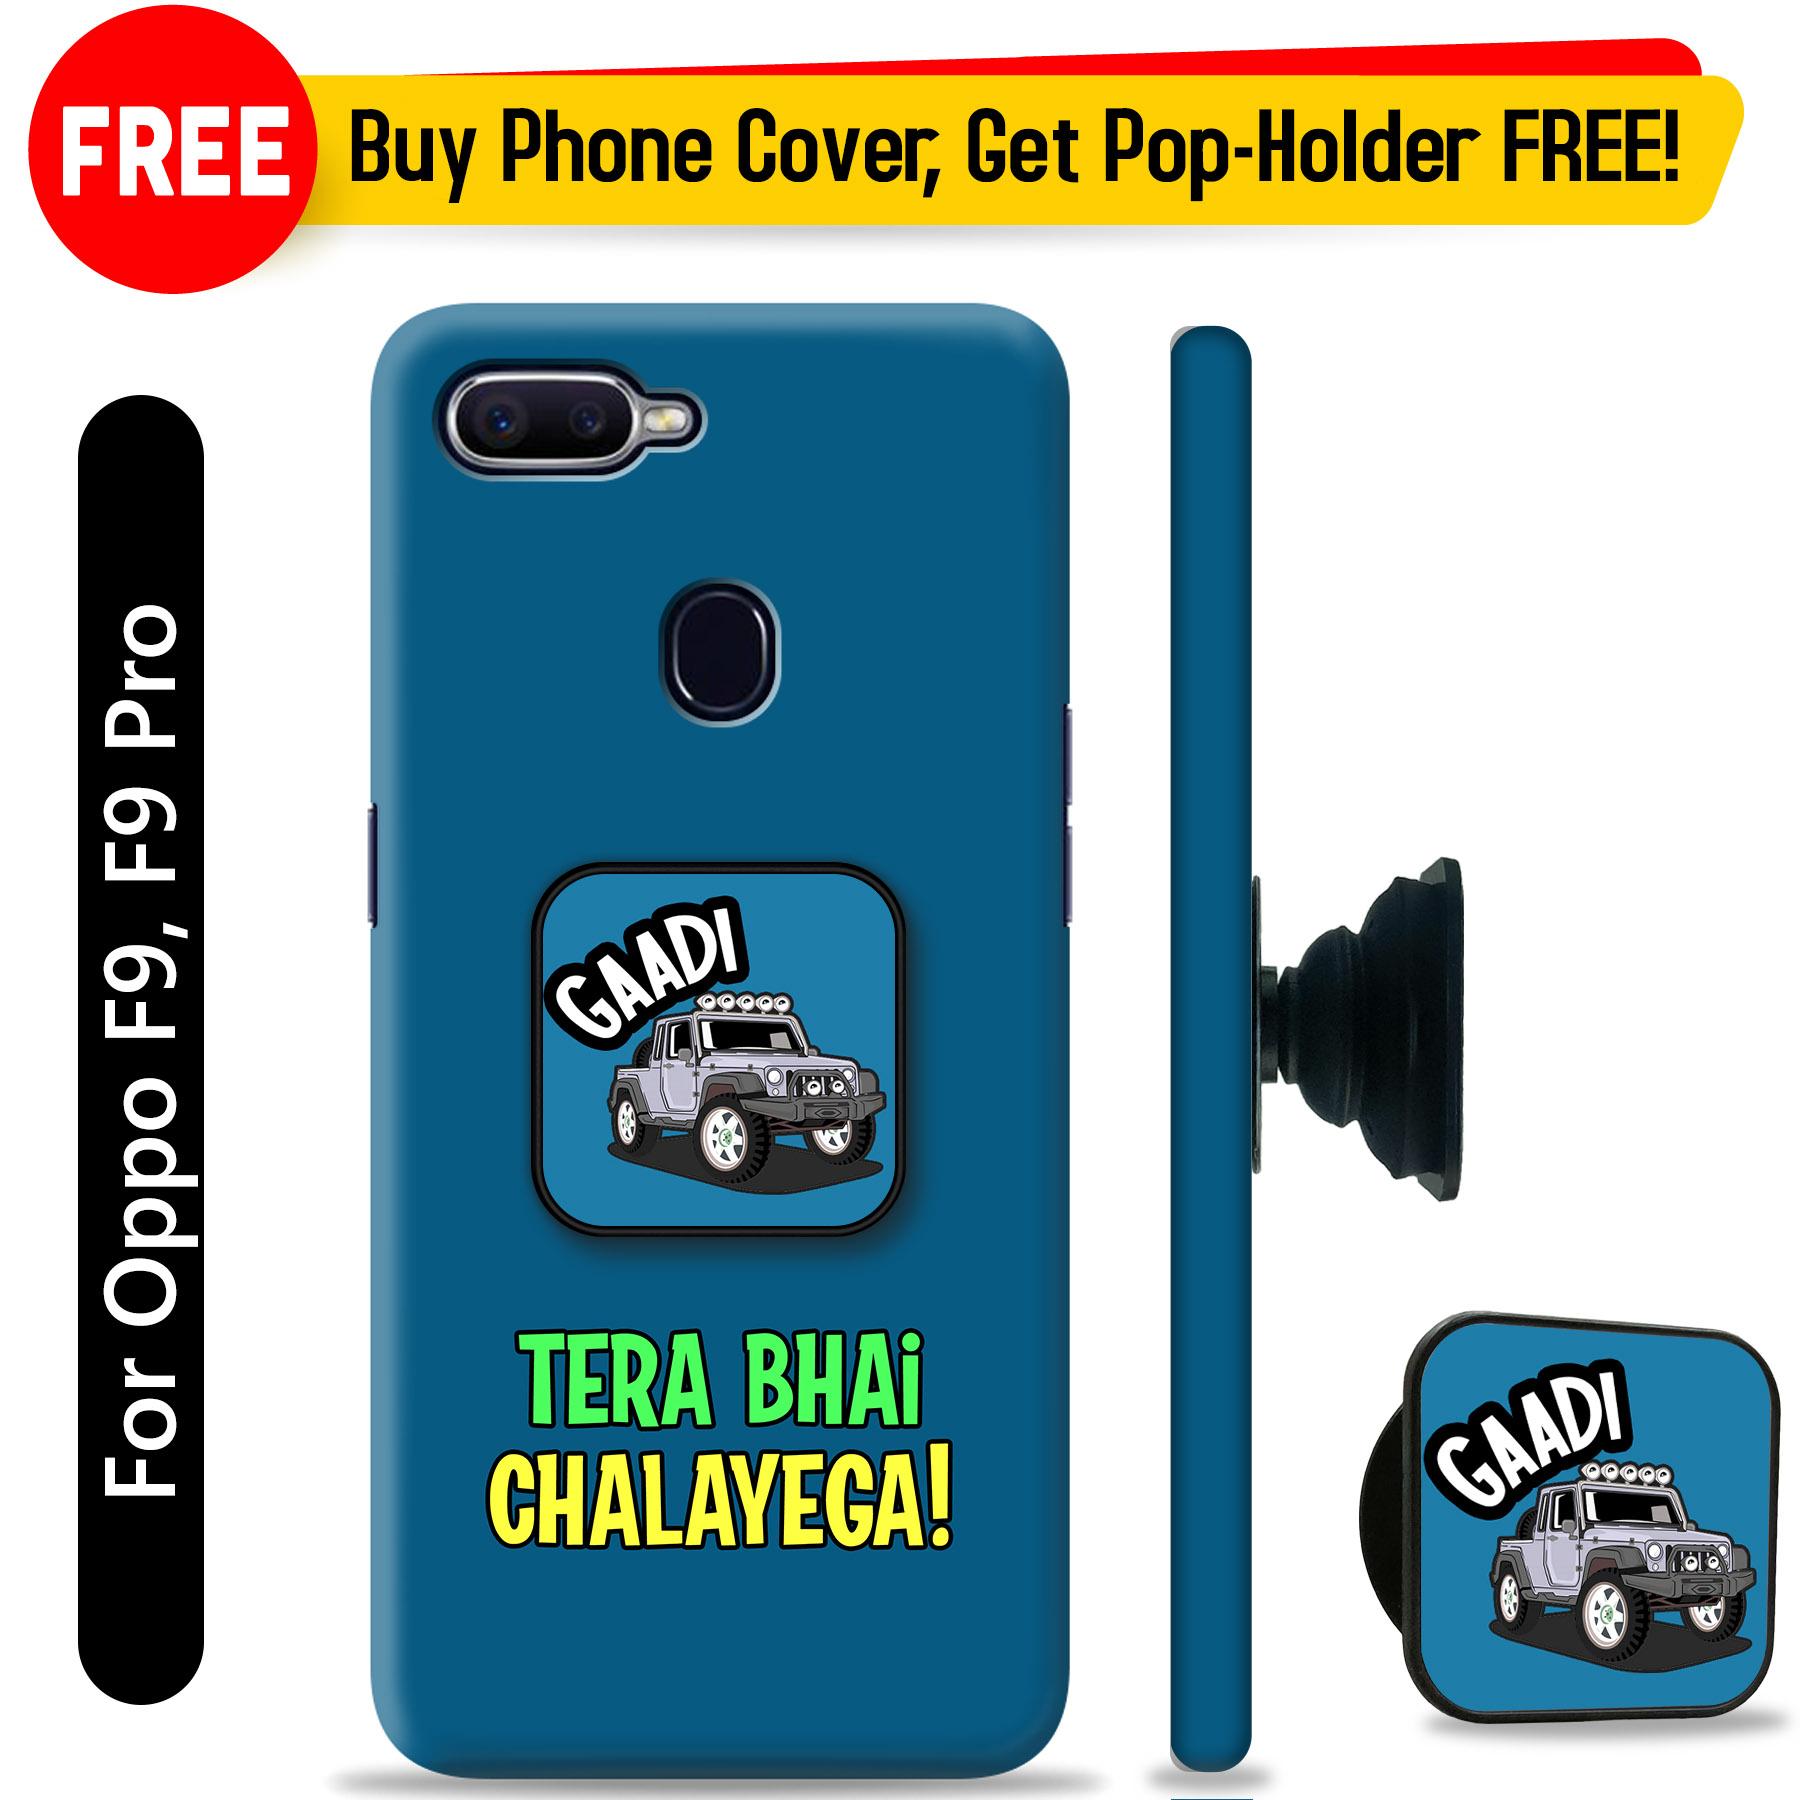 FREE
Buy Phone Cover, Get Pop-Holder FREE!
For Oppo F9, F9 Pro
GAADI
TERA BHAi
CHALAYEGA!
GAADI